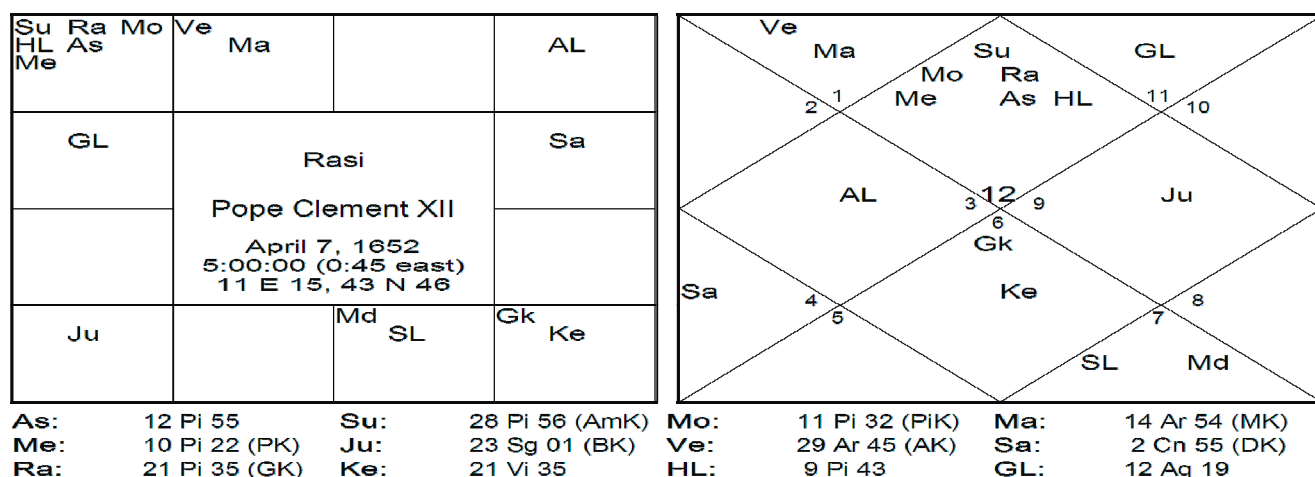 Su Ra Mo
HL As
Me
Ve
Ma
AL
GL
Sa
Rasi
Pope Clement XII
April 7, 1652
5:00:00 (0:45 east)
11 E 15, 43 N 46
Ju
Md
SL
Gk
Ke
Ve
Ma
Su
GL
Mo Ra
Me As HL
2 1 11 10
AL 3 12 9 Ju
6
Gk
Sa 4 Ke 8
5 7
SL Md
As: 12 Pi 55 Su: 28 Pi 56 (AmK) Mo: 11 Pi 32 (PiK) Ma: 14 Ar 54 (MK)
Me: 10 Pi 22 (PK) Ju: 23 Sg 01 (BK) Ve: 29 Ar 45 (AK) Sa: 2 Cn 55 (DK)
Ra: 21 Pi 35 (GK) Ke: 21 Vi 35 HL: 9 Pi 43 GL: 12 Aq 19